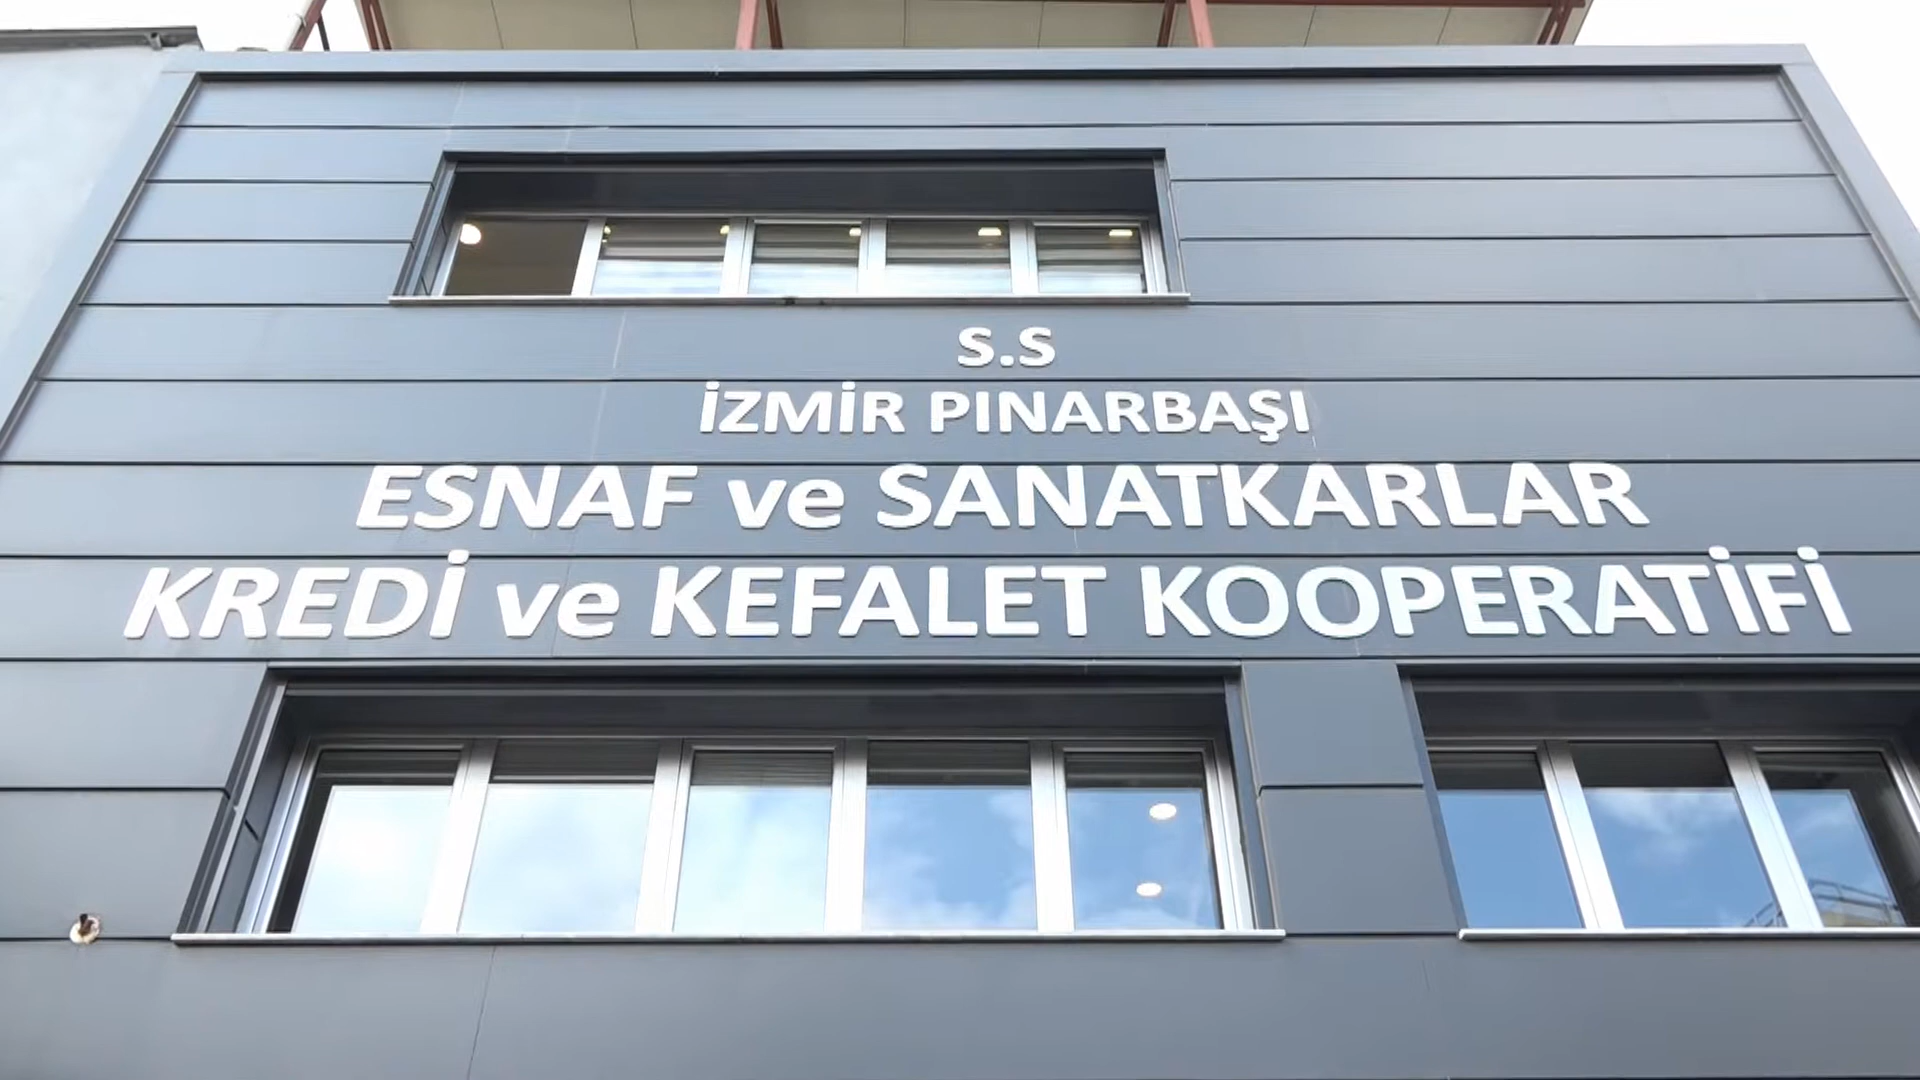 S.S
İZMİR PINARBAŞI
ESNAF ve SANATKARLAR
KREDİ ve KEFALET KOOPERATİFİ